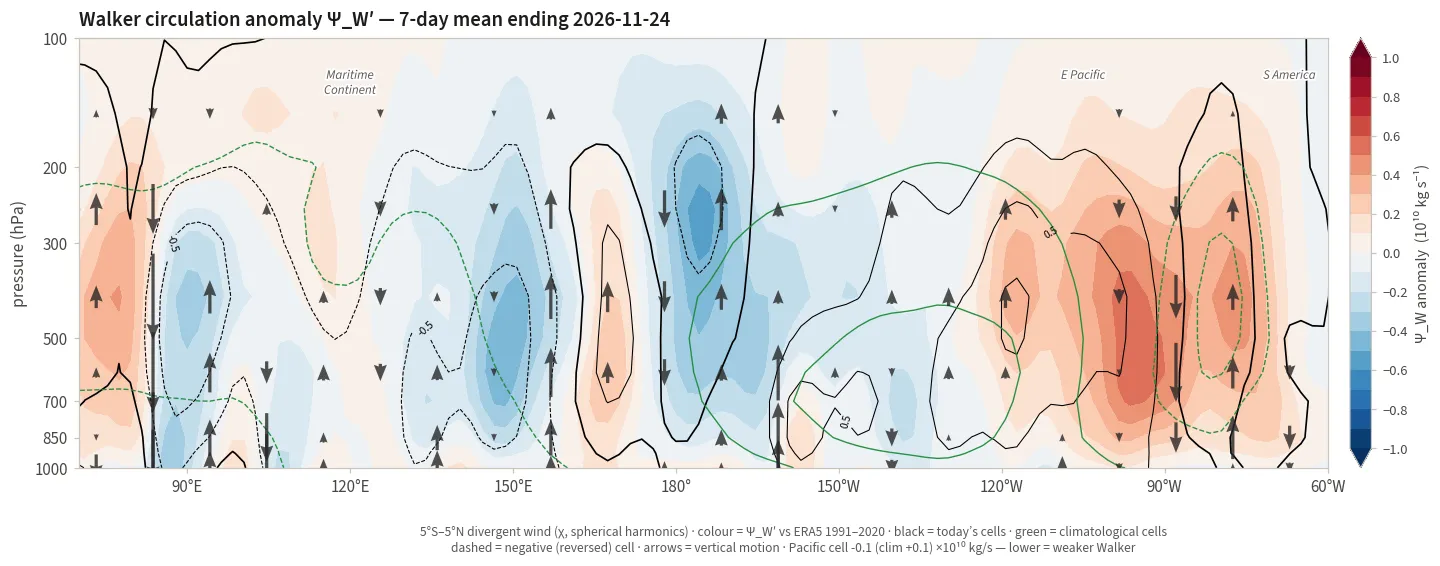 Walker circulation anomaly Ψ_W′ — 7-day mean ending 2026-11-24
100
200
300
400
500
700
850
1000
pressure (hPa)
Maritime
Continent
E Pacific
S America
-0.5
-0.5
0.5
0.5
90°E
120°E
150°E
180°
150°W
120°W
90°W
60°W
1.0
0.8
0.6
0.4
0.2
0.0
−0.2
−0.4
−0.6
−0.8
−1.0
Ψ_W anomaly (10¹⁰ kg s⁻¹)
5°S–5°N divergent wind (χ, spherical harmonics) · colour = Ψ_W′ vs ERA5 1991–2020 · black = today's cells · green = climatological cells
dashed = negative (reversed) cell · arrows = vertical motion · Pacific cell -0.1 (clim +0.1) ×10¹⁰ kg/s — lower = weaker Walker